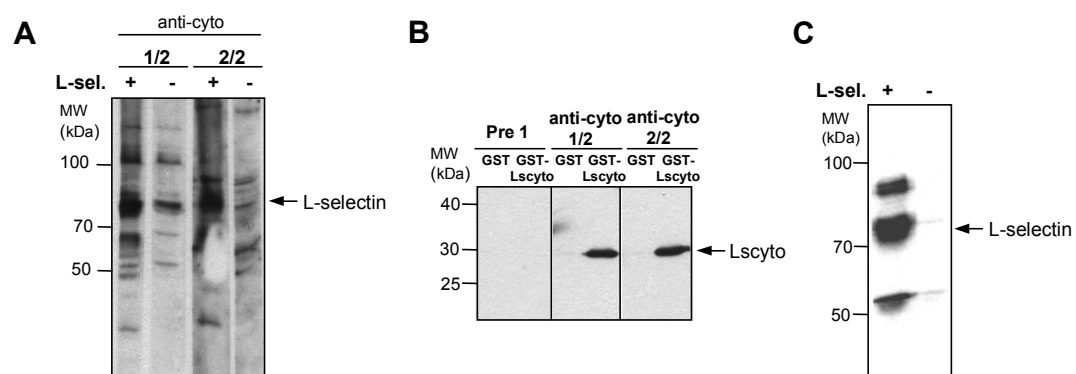 A
anti-cyto
1/2 2/2
L-sel. + - + -
MW
(kDa)
100
70
50
L-selectin
B
Pre 1 anti-cyto 1/2 anti-cyto 2/2
MW
(kDa)
GST GST-Lscyto GST GST-Lscyto GST GST-Lscyto
40
30
25
Lscyto
C
L-sel. + -
MW
(kDa)
100
70
50
L-selectin